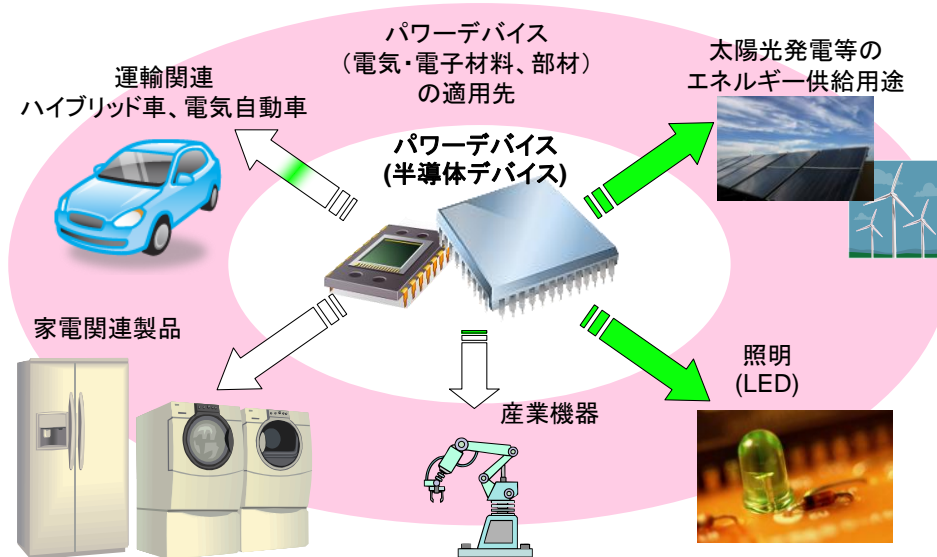 パワーデバイス
（電気・電子材料、部材）
の適用先
運輸関連
ハイブリッド車、電気自動車
太陽光発電等の
エネルギー供給用途
パワーデバイス
(半導体デバイス)
家電関連製品
産業機器
照明
(LED)